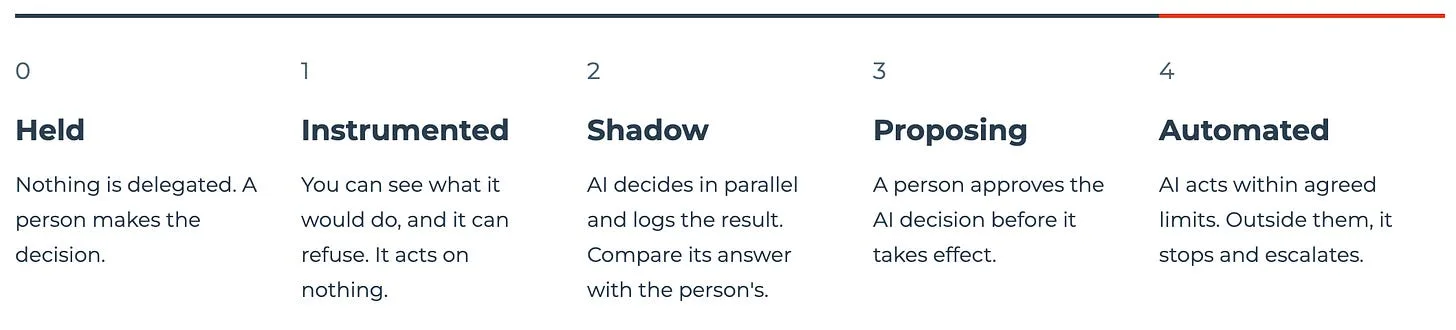 0
Held
Nothing is delegated. A
person makes the
decision.
1
Instrumented
You can see what it
would do, and it can
refuse. It acts on
nothing.
2
Shadow
AI decides in parallel
and logs the result.
Compare its answer
with the person's.
3
Proposing
A person approves the
AI decision before it
takes effect.
4
Automated
AI acts within agreed
limits. Outside them, it
stops and escalates.